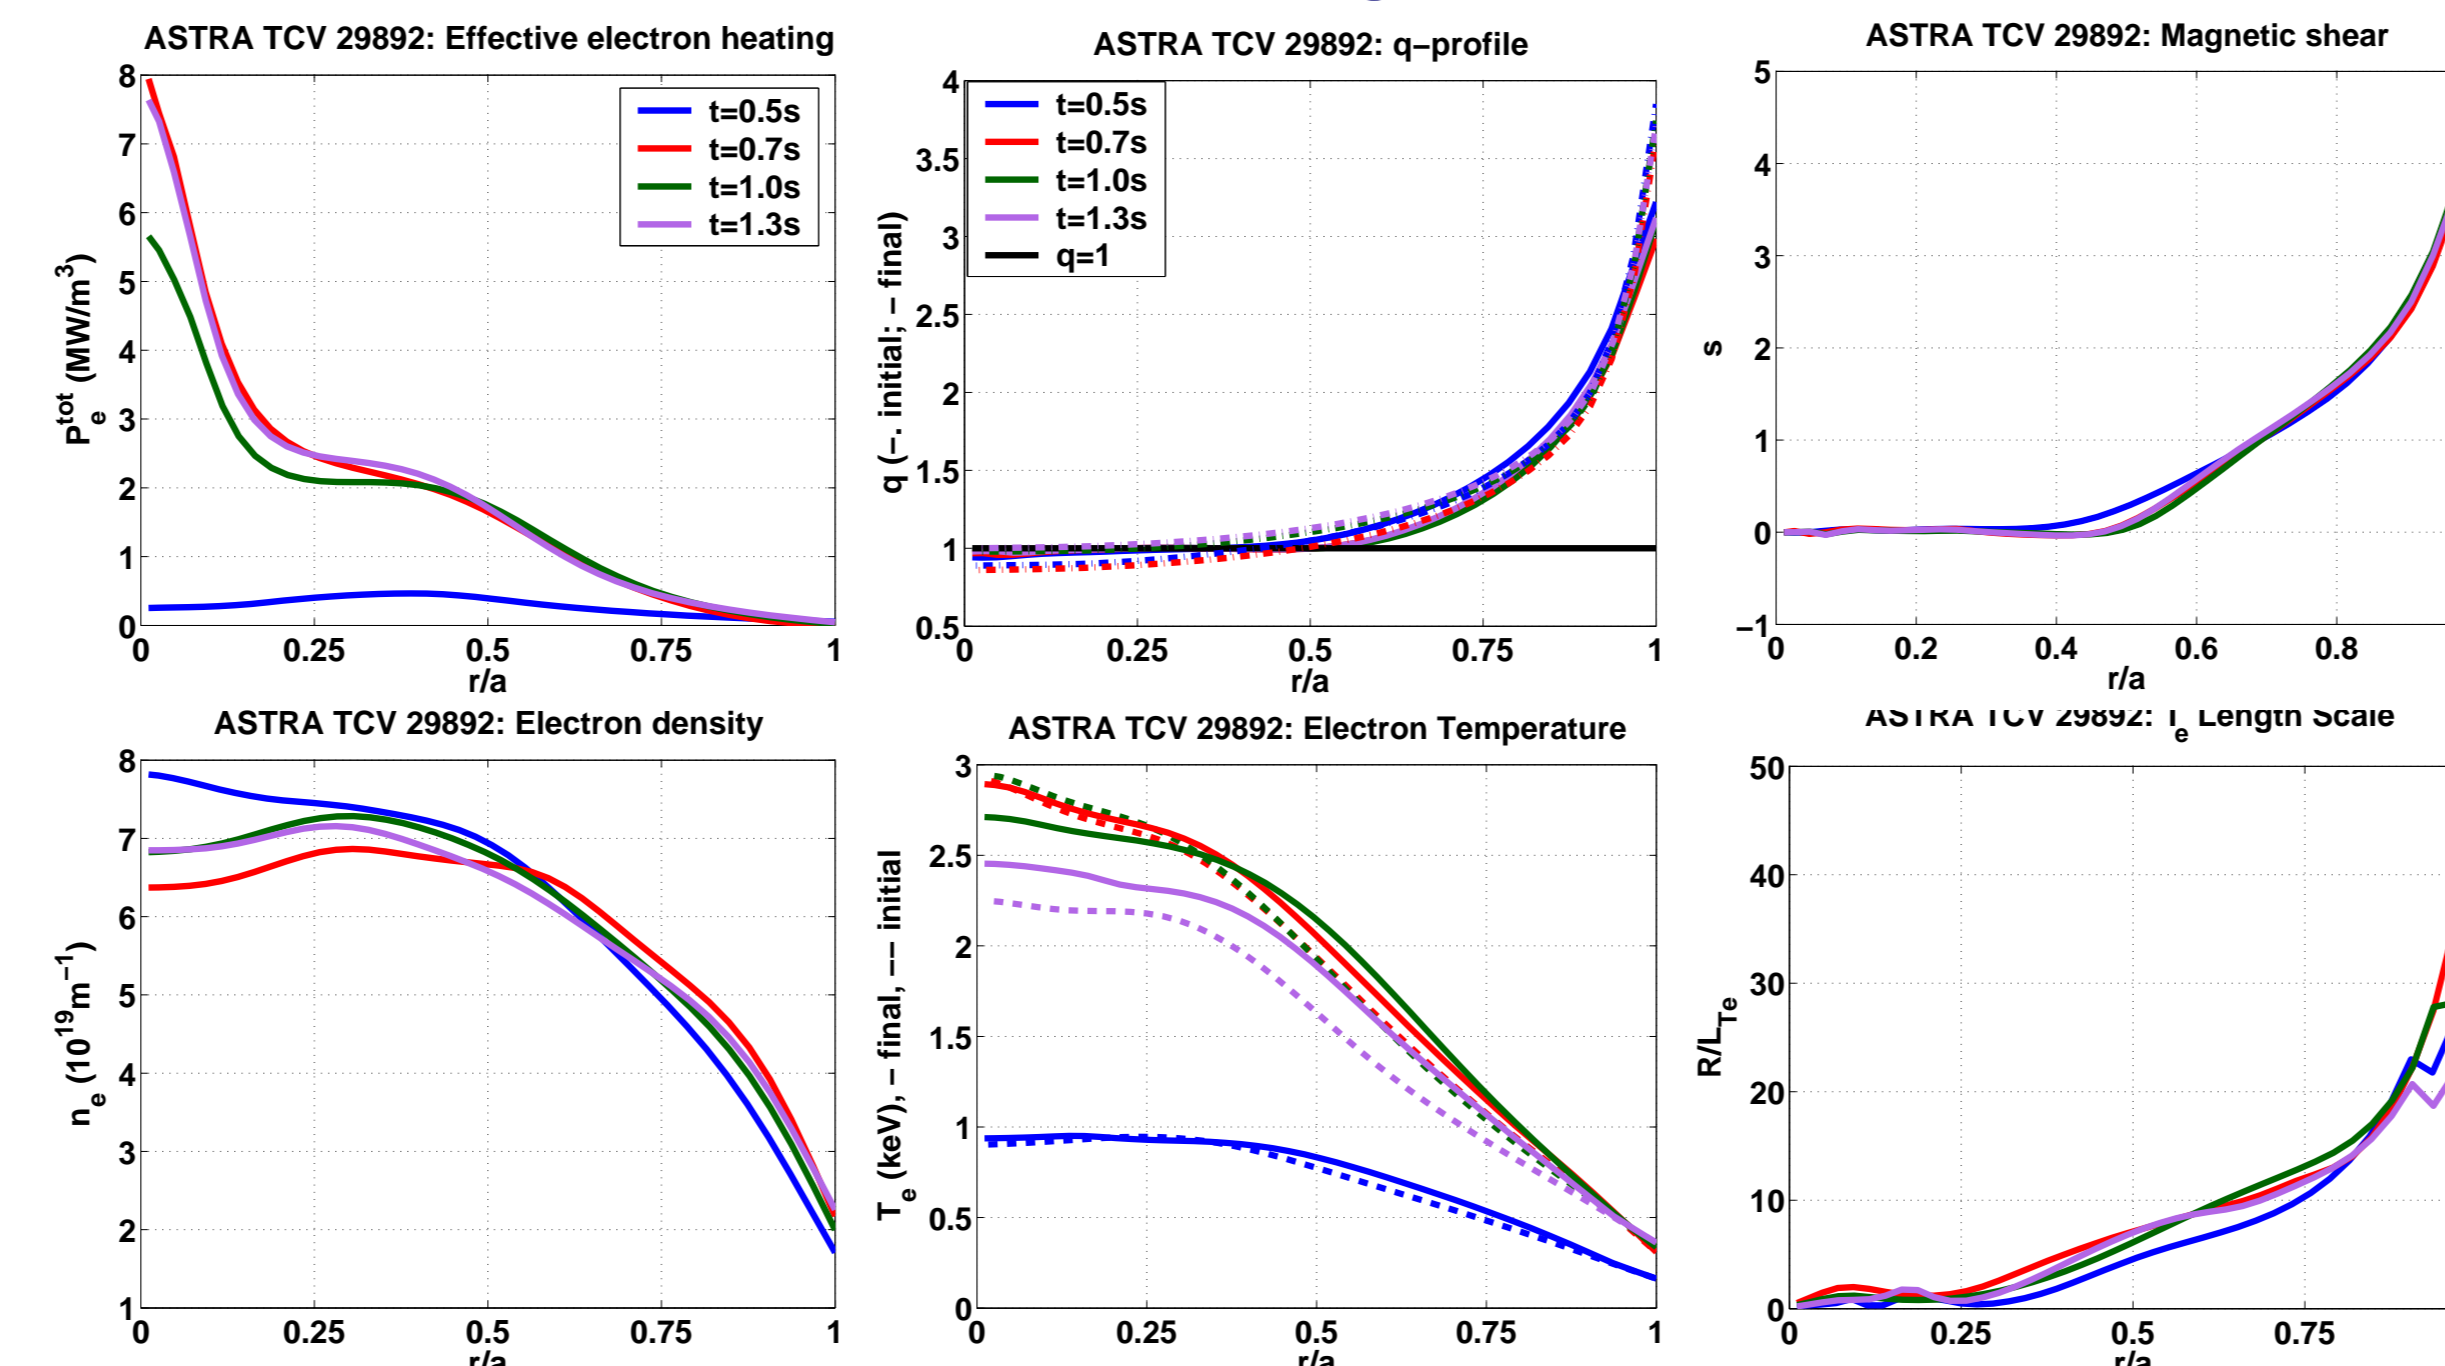 ASTRA TCV 29892: Effective electron heating
8
7
6
5
4
3
2
1
0
P_e^tot (MW/m^3)
t=0.5s
t=0.7s
t=1.0s
t=1.3s
0 0.25 0.5 0.75 1
r/a
ASTRA TCV 29892: q−profile
4
3.5
3
2.5
2
1.5
1
0.5
q (−. initial; − final)
t=0.5s
t=0.7s
t=1.0s
t=1.3s
q=1
0 0.25 0.5 0.75 1
r/a
ASTRA TCV 29892: Magnetic shear
5
4
3
2
1
0
−1
s
0 0.2 0.4 0.6 0.8
r/a
ASTRA TCV 29892: Electron density
8
7
6
5
4
3
2
1
n_e (10^19 m^−1)
0 0.25 0.5 0.75 1
r/a
ASTRA TCV 29892: Electron Temperature
3
2.5
2
1.5
1
0.5
0
T_e (keV), − final, −− initial
0 0.25 0.5 0.75 1
r/a
ASTRA TCV 29892: T_e Length Scale
50
40
30
20
10
0
R/L_Te
0 0.25 0.5 0.75
r/a